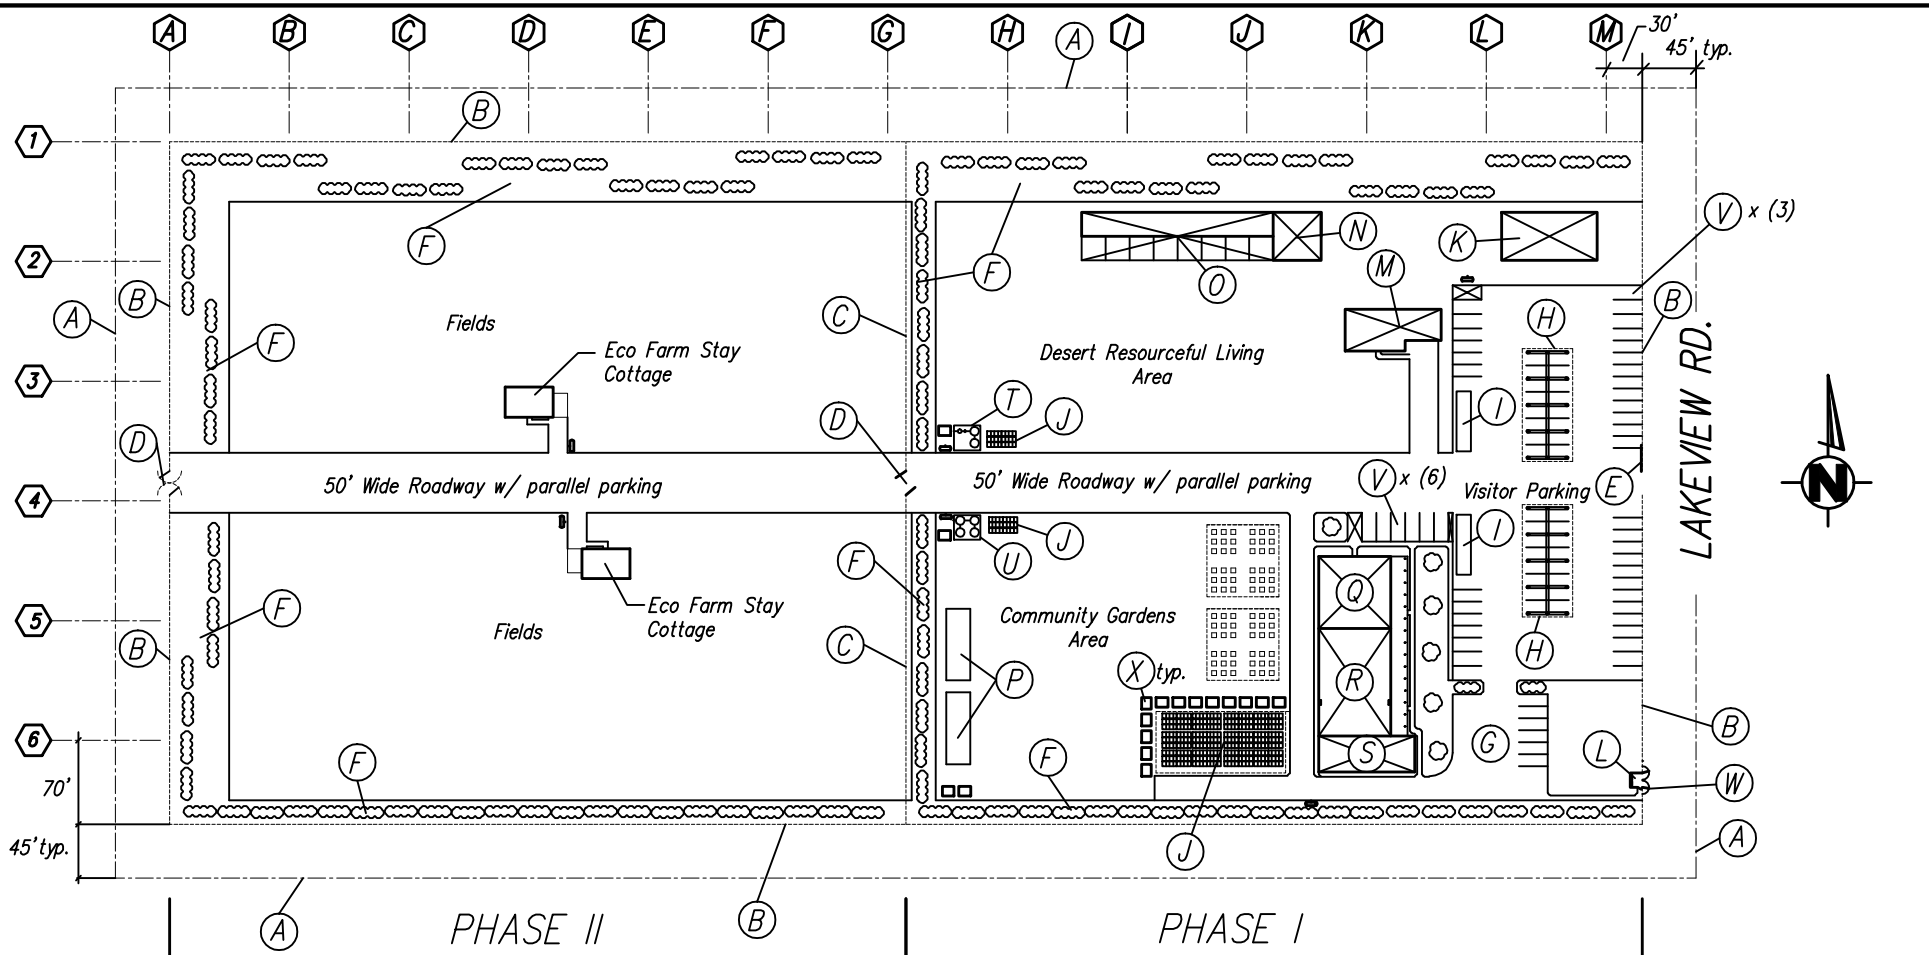 A B C D E F G H I J K L M
30'
45' typ.
A
B
1
V x (3)
F
F
N
K
M
O
2
B
A
C
B
H
Fields
F
Eco Farm Stay
Cottage
Desert Resourceful Living
Area
3
T
J
I
D
D
LAKEVIEW RD.
N
50' Wide Roadway w/ parallel parking
50' Wide Roadway w/ parallel parking
V x (6)
Visitor Parking
E
4
U
J
I
F
F
Q
Eco Farm Stay
Cottage
Community Gardens
Area
5
Fields
B
C
H
X typ.
P
R
6
G
B
S
L
W
F
F
70'
J
A
45' typ.
A
B
PHASE II
PHASE I
F